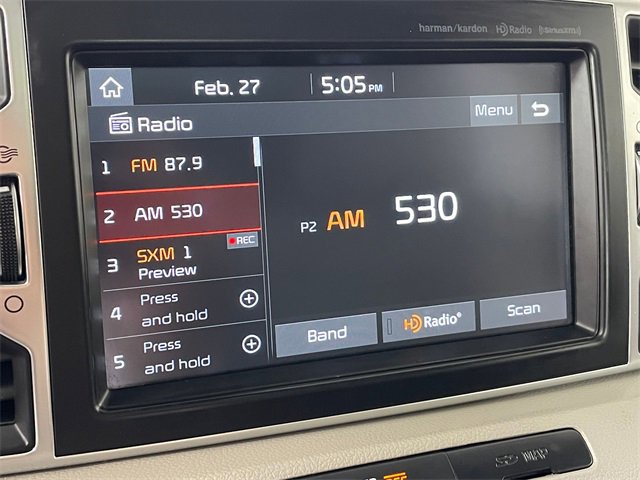 harman/kardon HD Radio ((SiriusXM))
Feb. 27 5:05 PM
Radio
Menu
1 FM 87.9
2 AM 530
3 SXM 1
REC
Preview
4 Press
and hold
5 Press
and hold
P2 AM 530
Band
HD Radio®
Scan
SD MAP